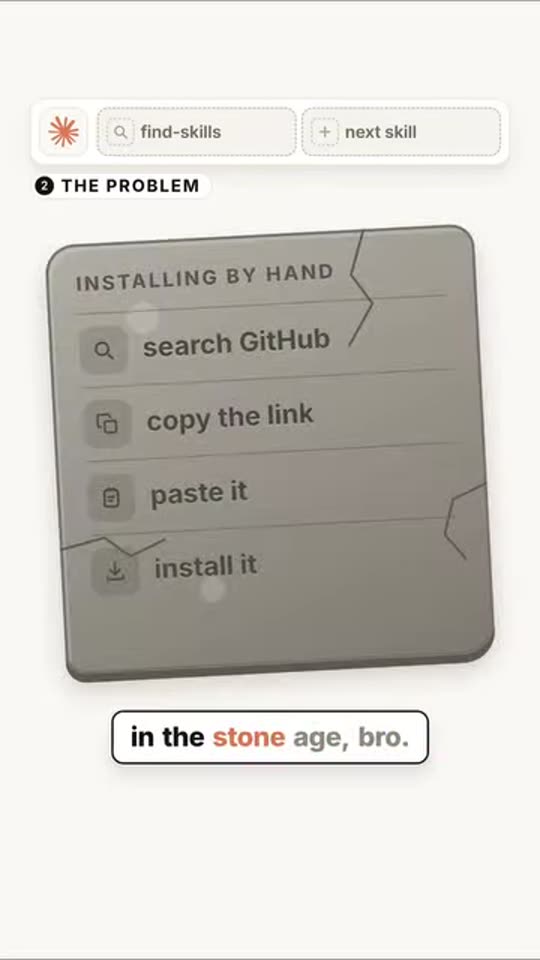 find-skills
next skill
2 THE PROBLEM
INSTALLING BY HAND
search GitHub
copy the link
paste it
install it
in the stone age, bro.